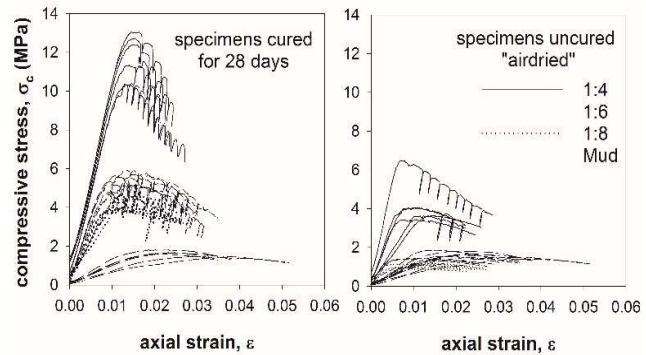 14
12
10
8
6
4
2
0
compressive stress, σc (MPa)
specimens cured
for 28 days
0.00 0.01 0.02 0.03 0.04 0.05 0.06
axial strain, ε
14
12
10
8
6
4
2
0
specimens uncured
"airdried"
1:4
1:6
1:8
Mud
0.00 0.01 0.02 0.03 0.04 0.05 0.06
axial strain, ε